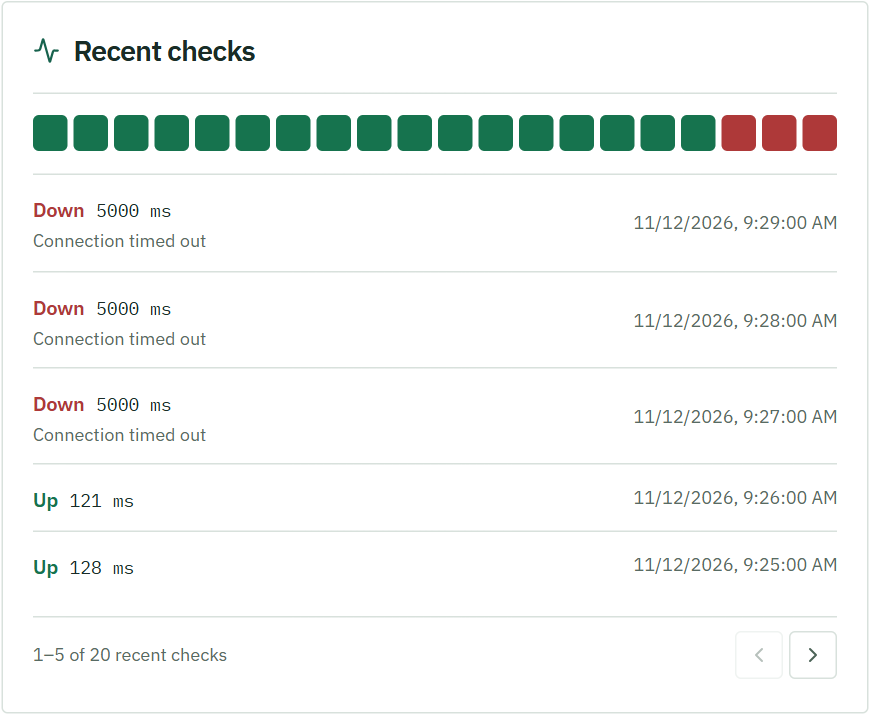 Recent checks
Down 5000 ms
Connection timed out
11/12/2026, 9:29:00 AM
Down 5000 ms
Connection timed out
11/12/2026, 9:28:00 AM
Down 5000 ms
Connection timed out
11/12/2026, 9:27:00 AM
Up 121 ms
11/12/2026, 9:26:00 AM
Up 128 ms
11/12/2026, 9:25:00 AM
1–5 of 20 recent checks